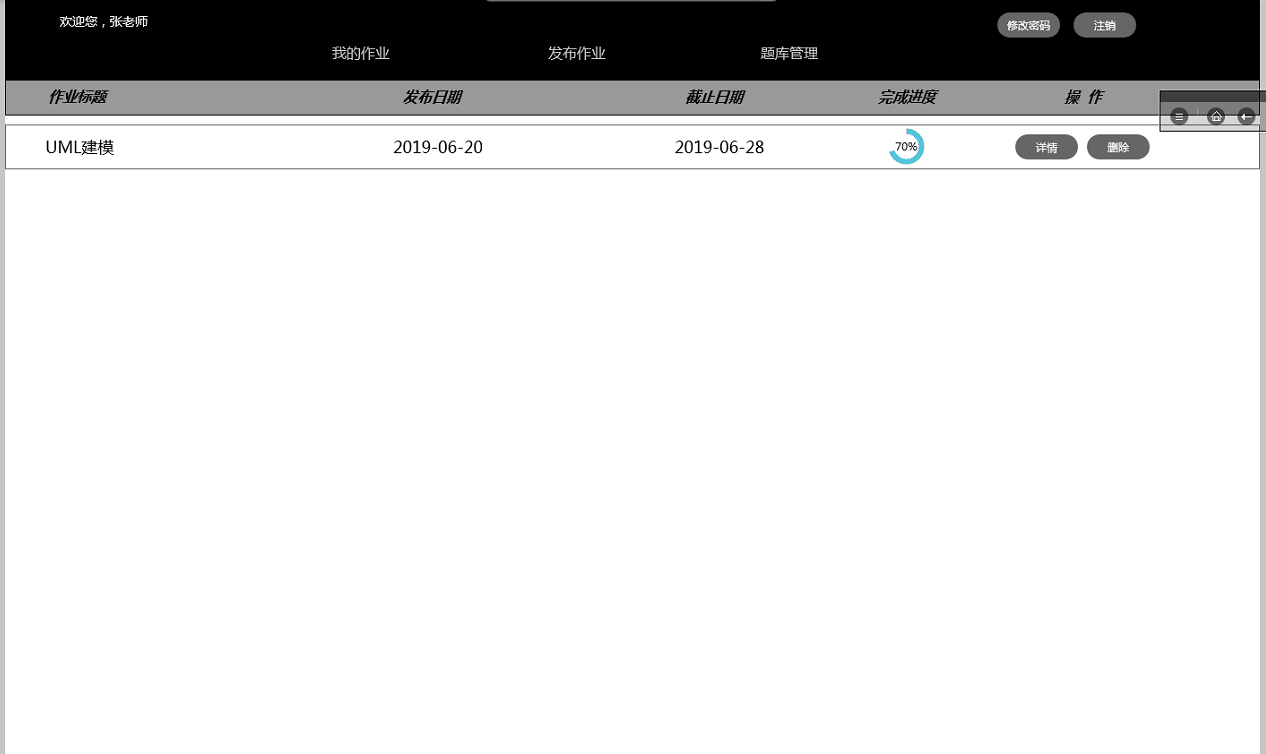 欢迎您，张老师
修改密码 注销
我的作业 发布作业 题库管理
作业标题 发布日期 截止日期 完成进度 操 作
UML建模 2019-06-20 2019-06-28 70% 详情 删除